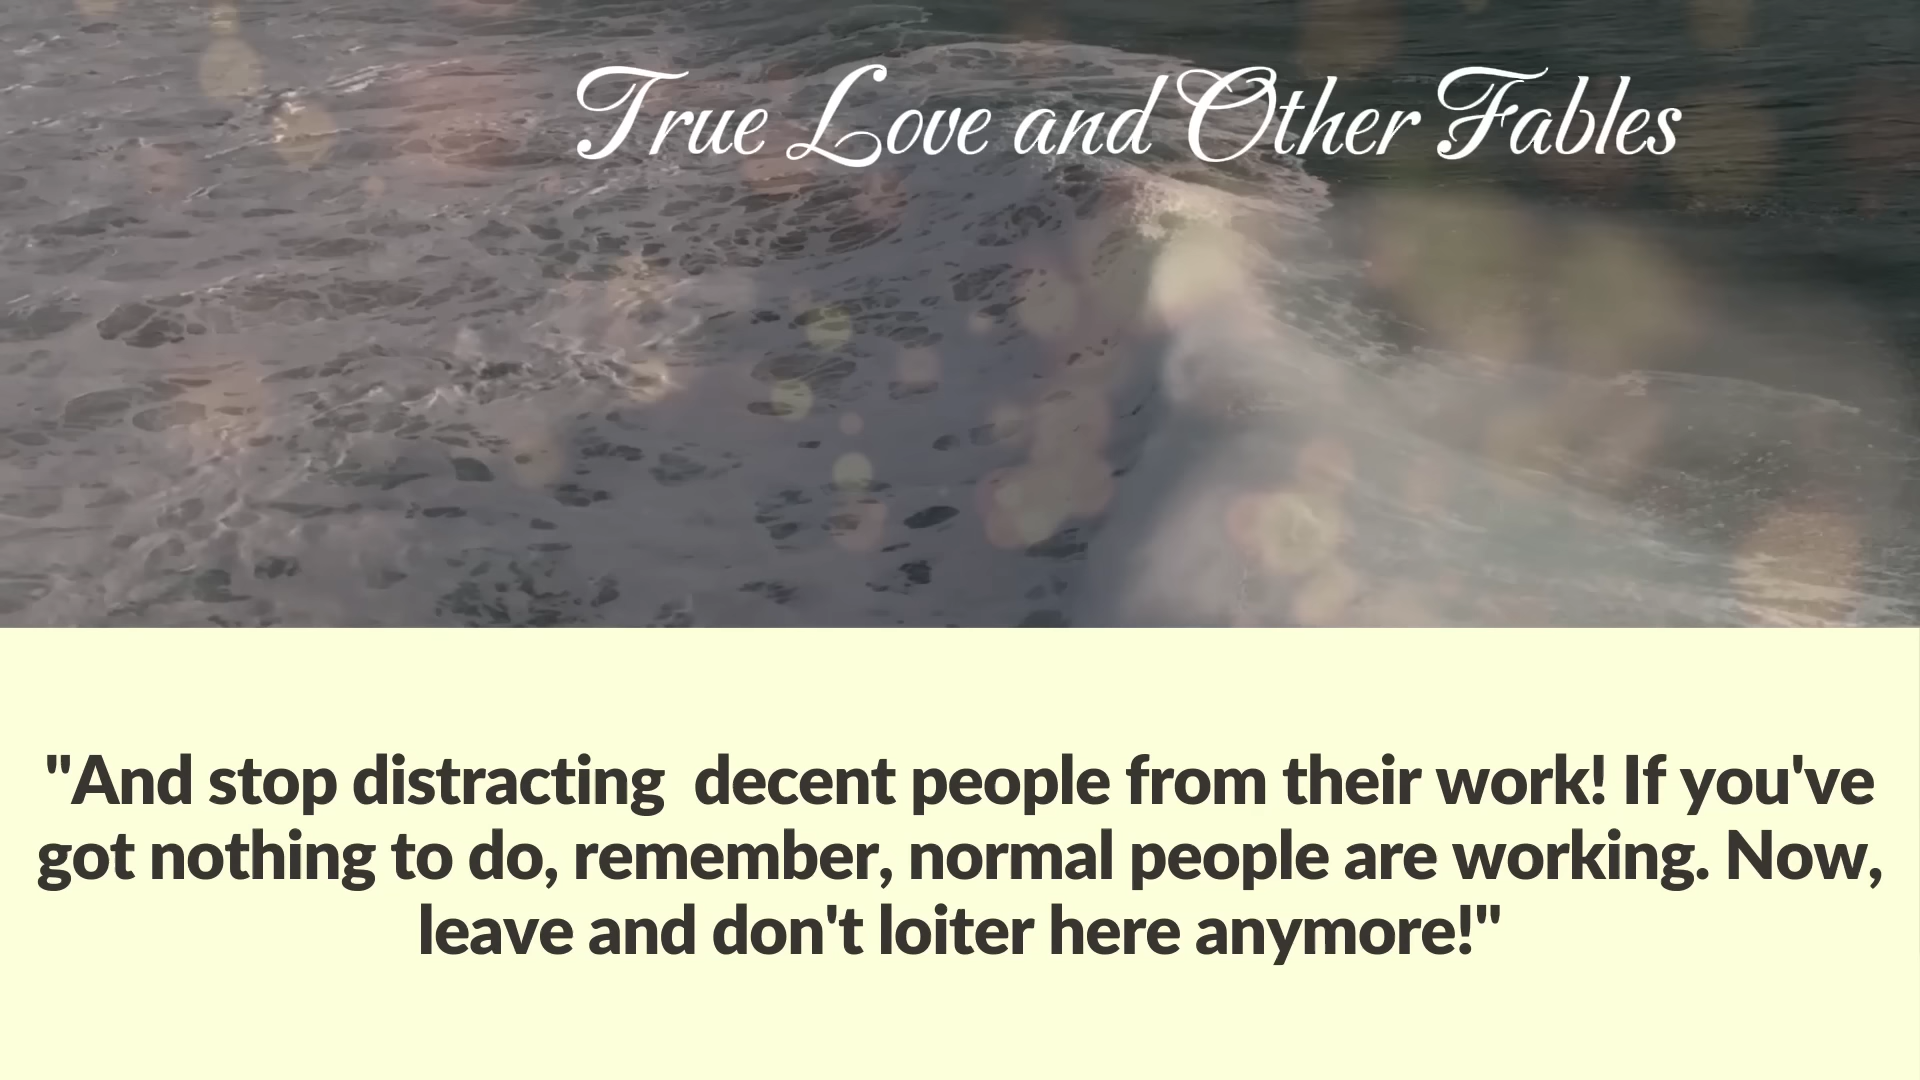 True Love and Other Fables
"And stop distracting  decent people from their work! If you've
got nothing to do, remember, normal people are working. Now,
leave and don't loiter here anymore!"